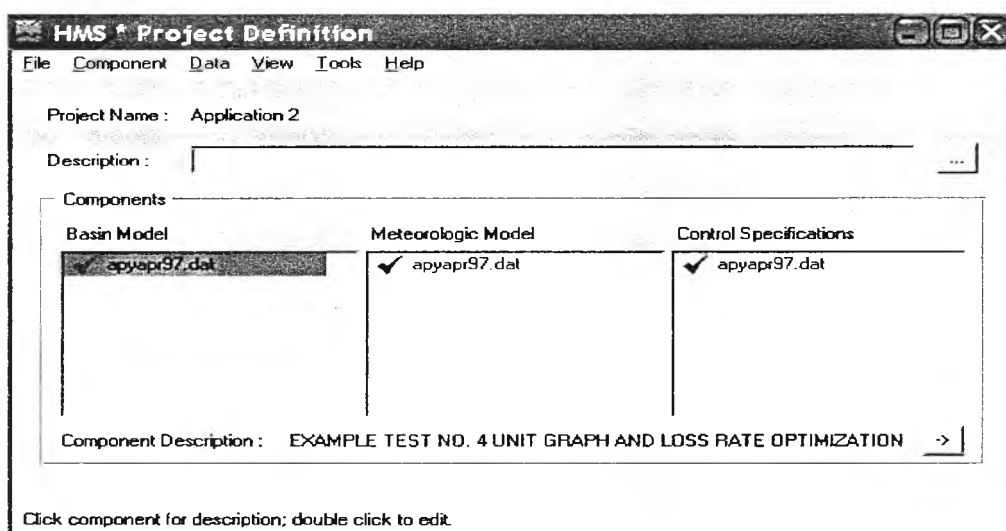 HMS * Project Definition
File Component Data View Tools Help
Project Name : Application 2
Description :
...
Components
Basin Model Meteorologic Model Control Specifications
apyapr97.dat apyapr97.dat apyapr97.dat
Component Description : EXAMPLE TEST NO. 4 UNIT GRAPH AND LOSS RATE OPTIMIZATION ->
Click component for description; double click to edit.